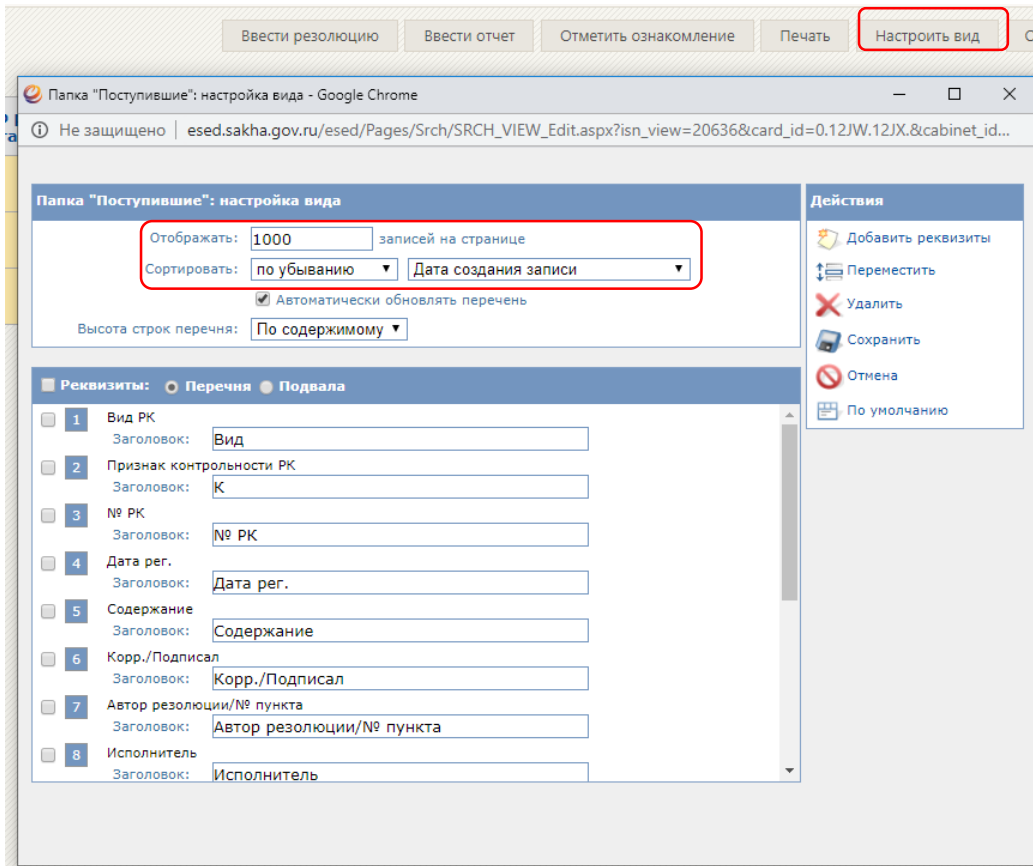 Ввести резолюцию Ввести отчет Отметить ознакомление Печать Настроить вид
Папка "Поступившие": настройка вида - Google Chrome
Не защищено | esed.sakha.gov.ru/esed/Pages/Srch/SRCH_VIEW_Edit.aspx?isn_view=20636&card_id=0.12JW.12JX.&cabinet_id...
Папка "Поступившие": настройка вида
Отображать: 1000 записей на странице
Сортировать: по убыванию Дата создания записи
Автоматически обновлять перечень
Высота строк перечня: По содержимому
Действия
Добавить реквизиты
Переместить
Удалить
Сохранить
Отмена
По умолчанию
Реквизиты: Перечня Подвала
1 Вид РК
Заголовок: Вид
2 Признак контрольности РК
Заголовок: К
3 № РК
Заголовок: № РК
4 Дата рег.
Заголовок: Дата рег.
5 Содержание
Заголовок: Содержание
6 Корр./Подписал
Заголовок: Корр./Подписал
7 Автор резолюции/№ пункта
Заголовок: Автор резолюции/№ пункта
8 Исполнитель
Заголовок: Исполнитель